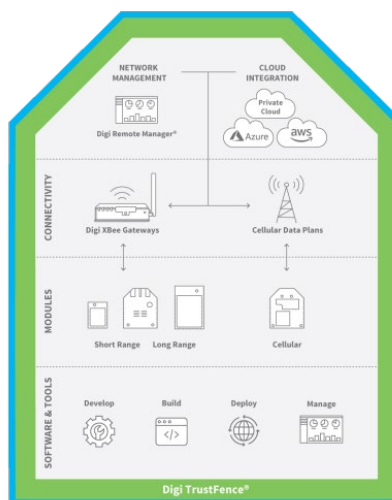 NETWORK
MANAGEMENT
CLOUD
INTEGRATION
Digi Remote Manager®
Private
Cloud
Azure
aws
CONNECTIVITY
Digi XBee Gateways
Cellular Data Plans
MODULES
Short Range
Long Range
Cellular
SOFTWARE & TOOLS
Develop
Build
Deploy
Manage
</>
Digi TrustFence®